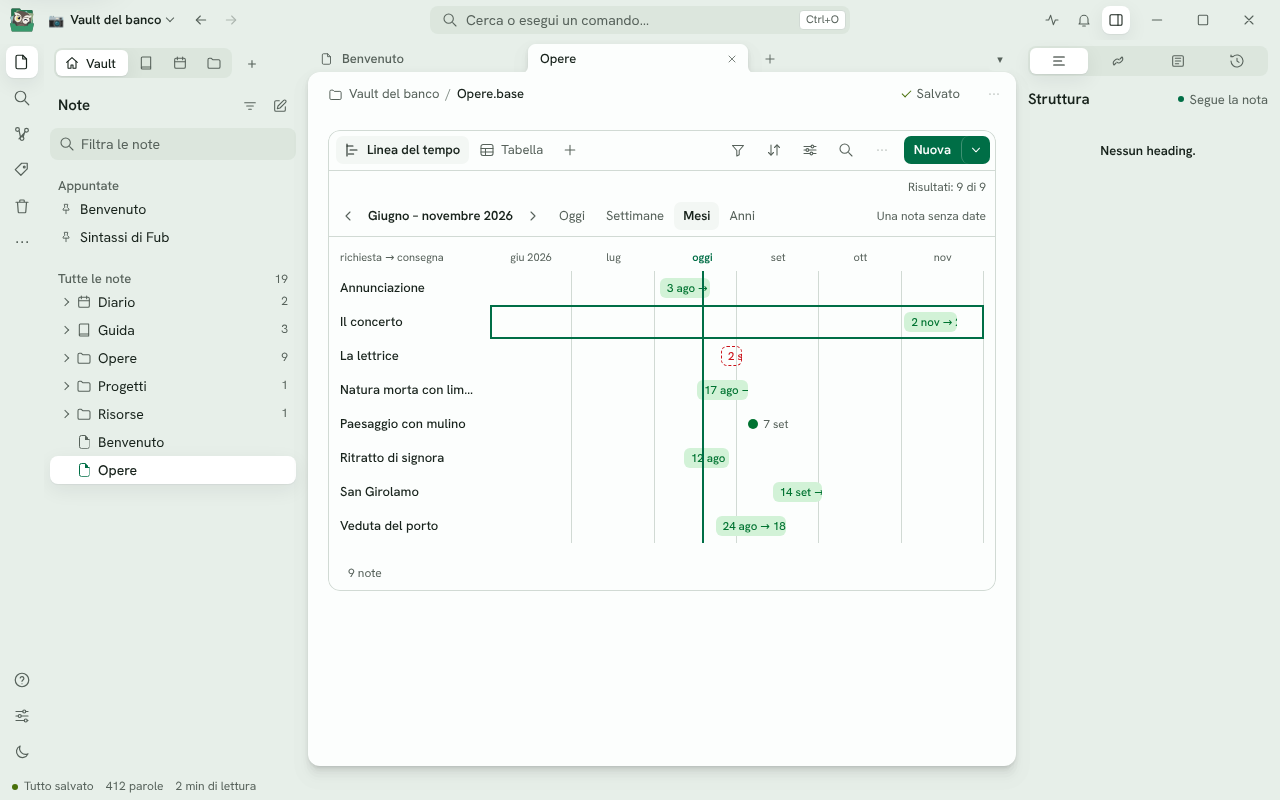 Vault del banco
Cerca o esegui un comando…
Ctrl+O
Vault
Note
Filtra le note
Appuntate
Benvenuto
Sintassi di Fub
Tutte le note 19
Diario 2
Guida 3
Opere 9
Progetti 1
Risorse 1
Benvenuto
Opere
Tutto salvato 412 parole 2 min di lettura
Benvenuto
Opere
Vault del banco / Opere.base
Salvato
Linea del tempo
Tabella
Nuova
Risultati: 9 di 9
Giugno – novembre 2026
Oggi
Settimane
Mesi
Anni
Una nota senza date
richiesta → consegna
giu 2026 lug oggi set ott nov
Annunciazione 3 ago →
Il concerto 2 nov →
La lettrice 2 s
Natura morta con lim… 17 ago –
Paesaggio con mulino 7 set
Ritratto di signora 12 ago
San Girolamo 14 set →
Veduta del porto 24 ago → 18
9 note
Struttura
Segue la nota
Nessun heading.